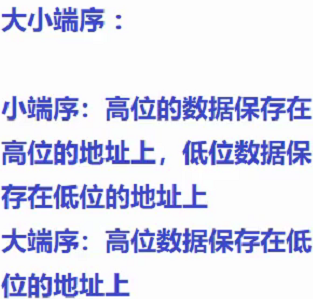 大小端序：
小端序：高位的数据保存在
高位的地址上，低位数据保
存在低位的地址上
大端序：高位数据保存在低
位的地址上